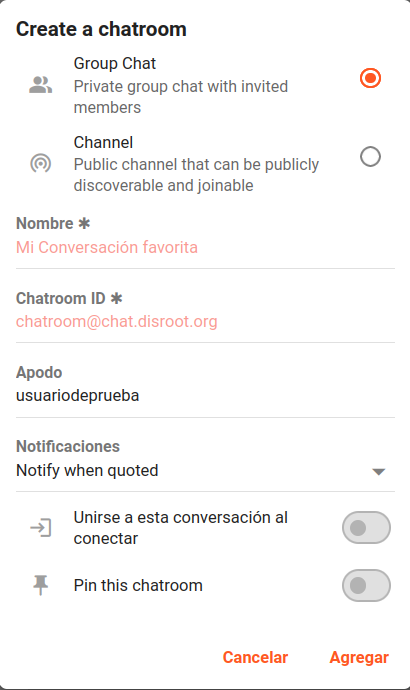 Create a chatroom
Group Chat
Private group chat with invited
members
Channel
Public channel that can be publicly
discoverable and joinable
Nombre ✱
Mi Conversación favorita
Chatroom ID ✱
chatroom@chat.disroot.org
Apodo
usuariodeprueba
Notificaciones
Notify when quoted
Unirse a esta conversación al
conectar
Pin this chatroom
Cancelar Agregar